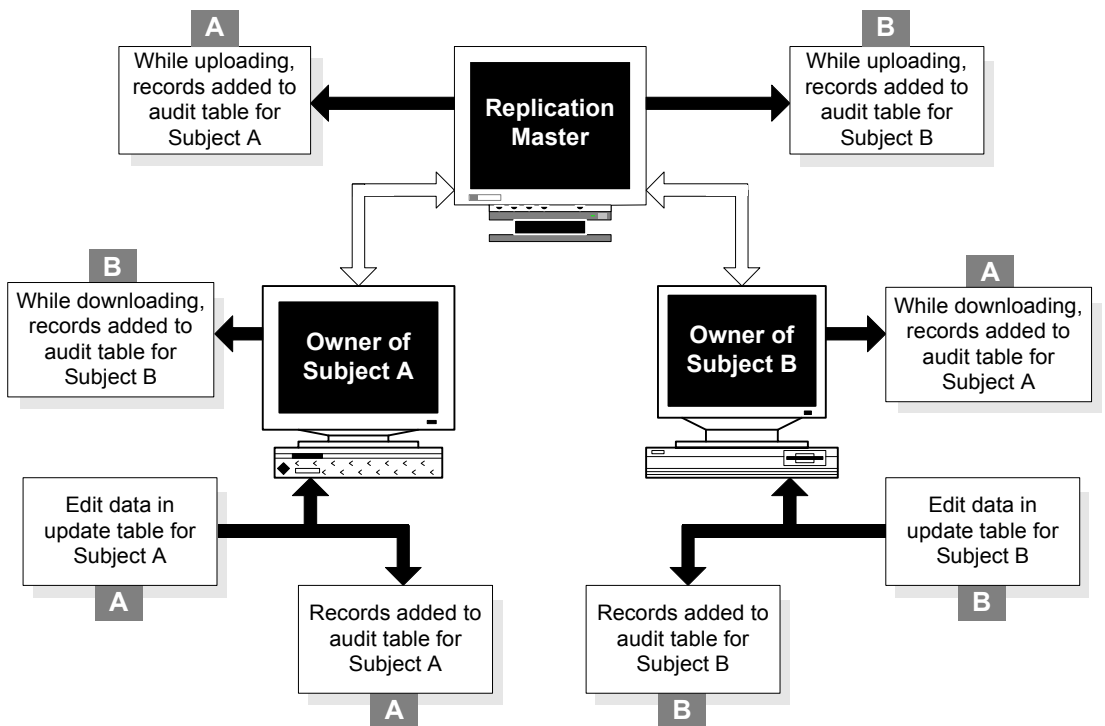 A
While uploading,
records added to
audit table for
Subject A
Replication
Master
B
While uploading,
records added to
audit table for
Subject B
B
While downloading,
records added to
audit table for
Subject B
Owner of
Subject A
Owner of
Subject B
A
While downloading,
records added to
audit table for
Subject A
Edit data in
update table for
Subject A
A
Records added to
audit table for
Subject A
A
Records added to
audit table for
Subject B
B
Edit data in
update table for
Subject B
B